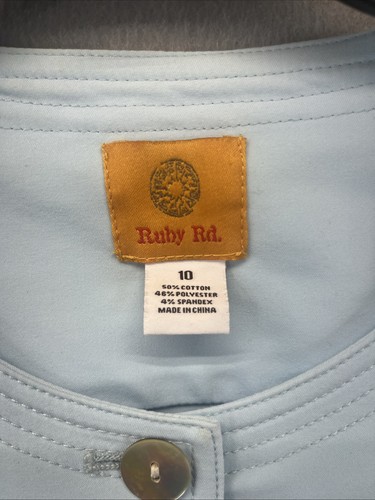 Ruby Rd.
10
50% COTTON
46% POLYESTER
4% SPANDEX
MADE IN CHINA